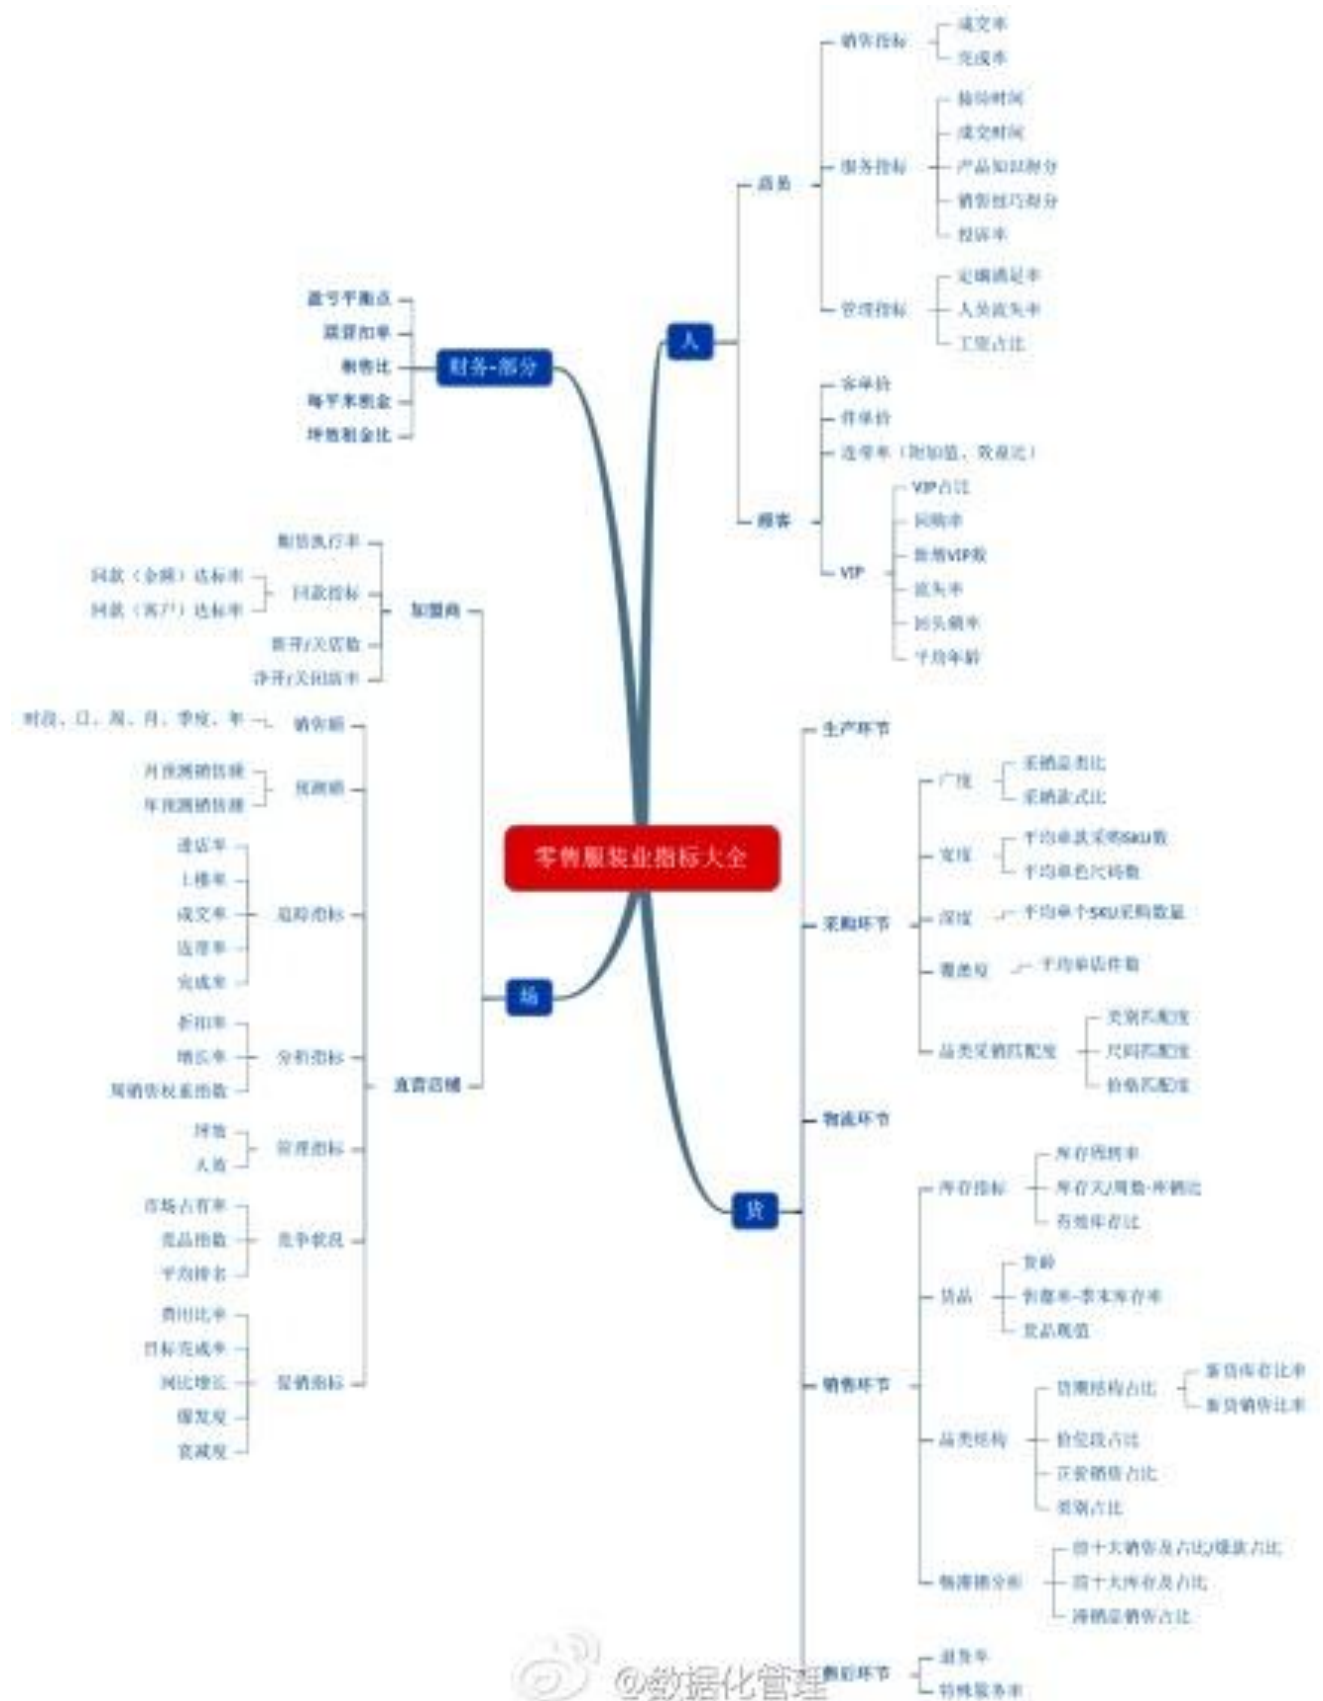 零售服装业指标大全
人
店员
销售指标
成交率
完成率
服务指标
接待时间
成交时间
产品知识得分
销售技巧得分
投诉率
管理指标
定编满足率
人员流失率
工资占比
顾客
客单价
件单价
连带率（附加值、效益比）
VIP
VIP占比
回购率
新增VIP数
流失率
回头频率
平均年龄
货
生产环节
采购环节
广度
采销品类比
采销款式比
宽度
平均单款采购SKU数
平均单色尺码数
深度
平均单个SKU采购数量
覆盖度
平均单店件数
品类采销匹配度
类别匹配度
尺码匹配度
价格匹配度
物流环节
销售环节
库存指标
库存周转率
库存天/周数-库销比
有效库存比
货品
货龄
售罄率-季末库存率
货品现值
品类结构
货期结构占比
新货库存比率
新货销售比率
价位段占比
正价销售占比
类别占比
畅滞销分析
前十大销售及占比/爆款占比
前十大库存及占比
滞销品销售占比
售后环节
退货率
特殊服务率
财务-部分
盈亏平衡点
联营扣率
租售比
每平米租金
坪效租金比
场
加盟商
期货执行率
回款指标
回款（金额）达标率
回款（客户）达标率
新开/关店数
净开/关闭店率
直营店铺
销售额
时段、日、周、月、季度、年
预测额
月预测销售额
年预测销售额
追踪指标
进店率
上楼率
成交率
连带率
完成率
分析指标
折扣率
增长率
周销售权重指数
管理指标
坪效
人效
竞争状况
市场占有率
竞品指数
平均排名
促销指标
费用比率
目标完成率
同比增长
爆发度
衰减度
@数据化管理